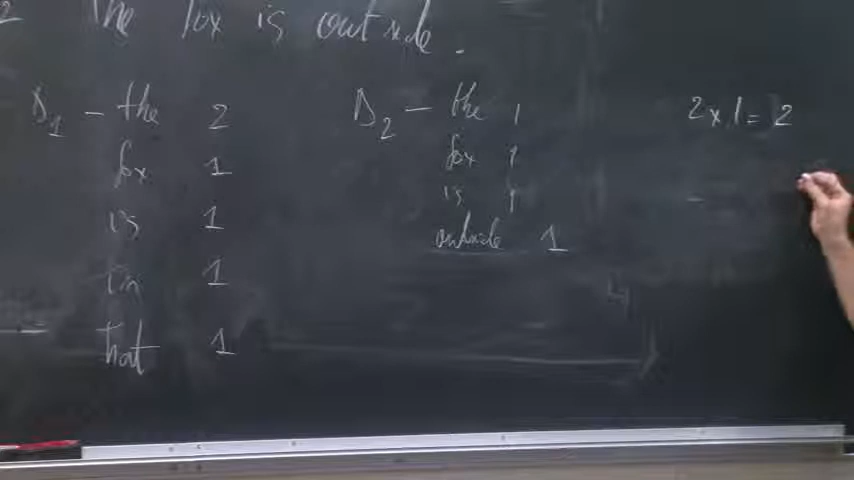 2 the fox is outside.
D1 - the 2
fox 1
is 1
in 1
hat 1
D2 - the 1
fox 1
is 1
outside 1
2 x 1 = 2